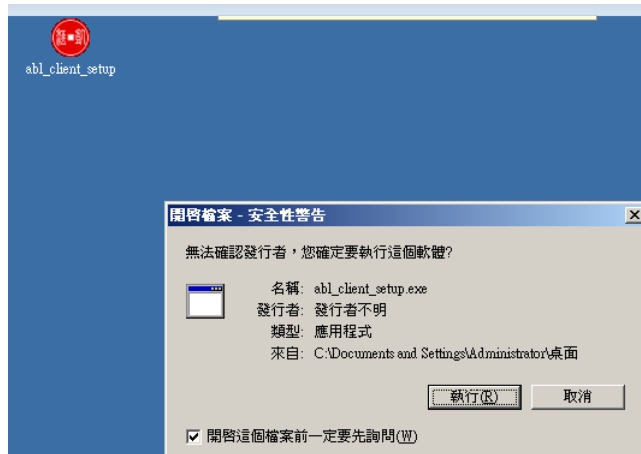 abl_client_setup
開啟檔案 - 安全性警告
無法確認發行者，您確定要執行這個軟體?
名稱: abl_client_setup.exe
發行者: 發行者不明
類型: 應用程式
來自: C:\Documents and Settings\Administrator\桌面
執行(R)
取消
開啟這個檔案前一定要先詢問(W)